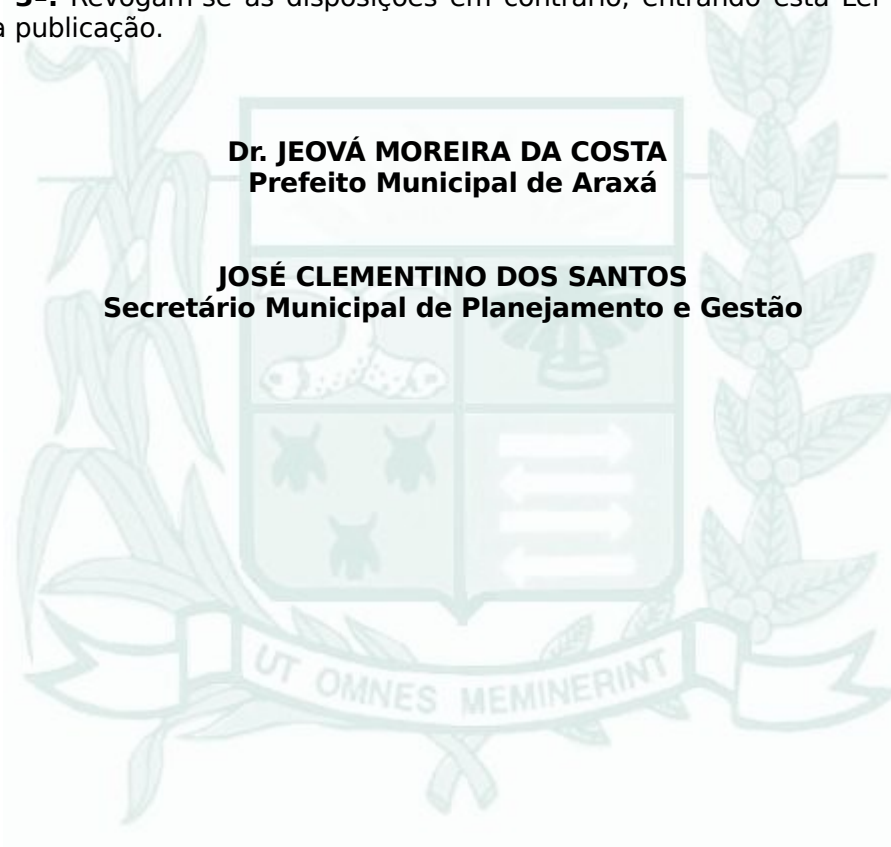 3º. Revogam-se as disposições em contrário, entrando esta Lei
a publicação.
Dr. JEOVÁ MOREIRA DA COSTA
Prefeito Municipal de Araxá
JOSÉ CLEMENTINO DOS SANTOS
Secretário Municipal de Planejamento e Gestão
UT OMNES MEMINERINT